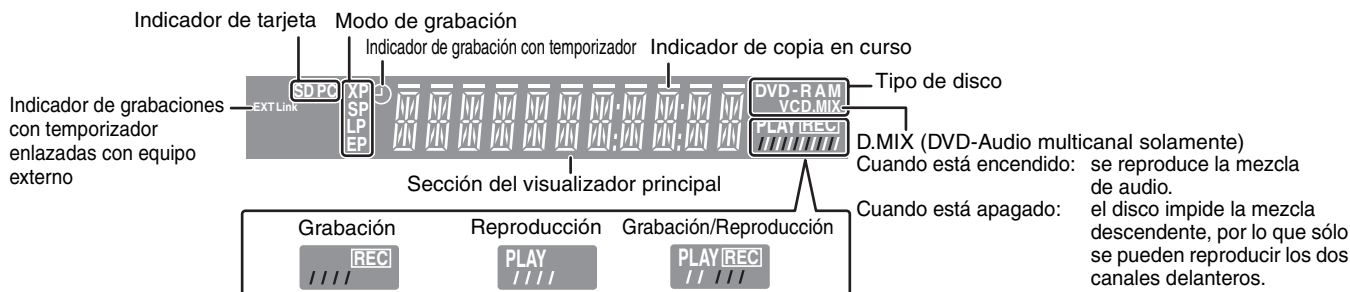 Indicador de tarjeta
Modo de grabación
Indicador de grabación con temporizador
Indicador de copia en curso
Tipo de disco
Indicador de grabaciones
con temporizador
enlazadas con equipo
externo
EXT Link
SD PC
XP
SP
LP
EP
DVD-RAM
VCD.MIX
PLAY REC
D.MIX (DVD-Audio multicanal solamente)
Cuando está encendido: se reproduce la mezcla
de audio.
Cuando está apagado: el disco impide la mezcla
descendente, por lo que sólo
se pueden reproducir los dos
canales delanteros.
Sección del visualizador principal
Grabación
REC
Reproducción
PLAY
Grabación/Reproducción
PLAY REC